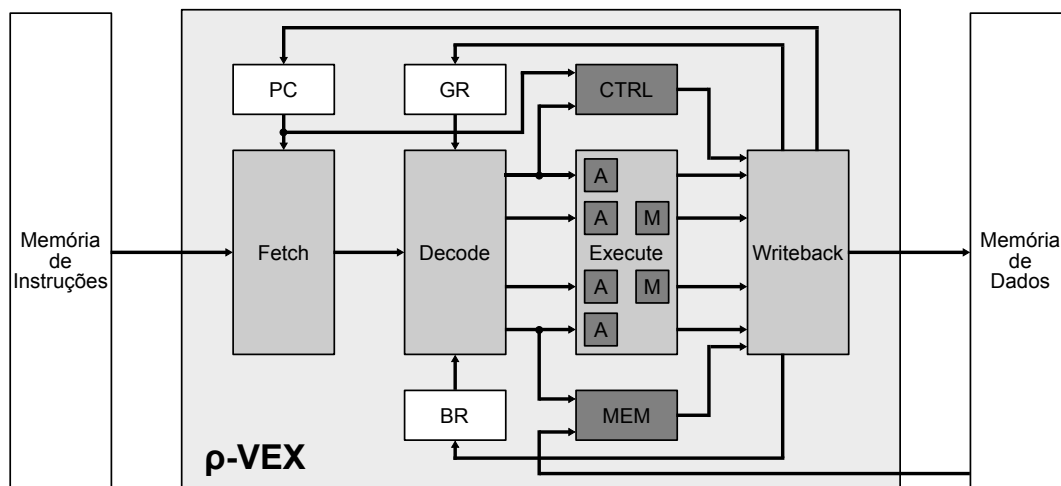 PC
GR
CTRL
A
A
M
Memória
de
Instruções
Fetch
Decode
Execute
Writeback
Memória
de
Dados
A
M
A
BR
MEM
ρ-VEX